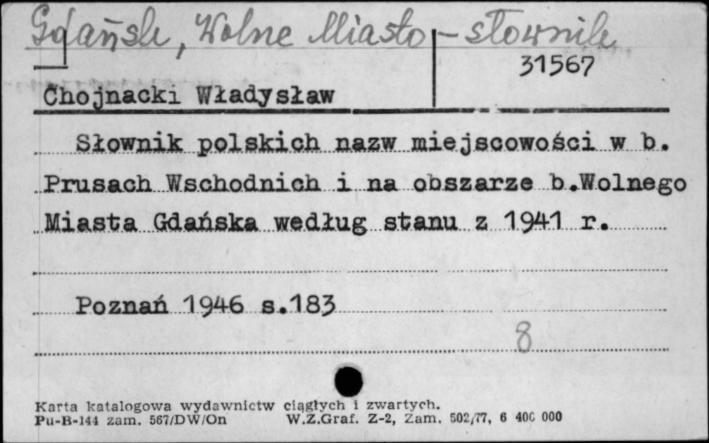 Gdańsk, Wolne Miasto - słownik
31567
Chojnacki Władysław
Słownik polskich nazw miejscowości w b.
Prusach Wschodnich i na obszarze b.Wolnego
Miasta Gdańska według stanu z 1941 r.
Poznań 1946 s.183
8
Karta katalogowa wydawnictw ciągłych i zwartych.
Pu-B-144 zam. 567/DW/On W.Z.Graf. Z-2, Zam. 502/77, 6 400 000